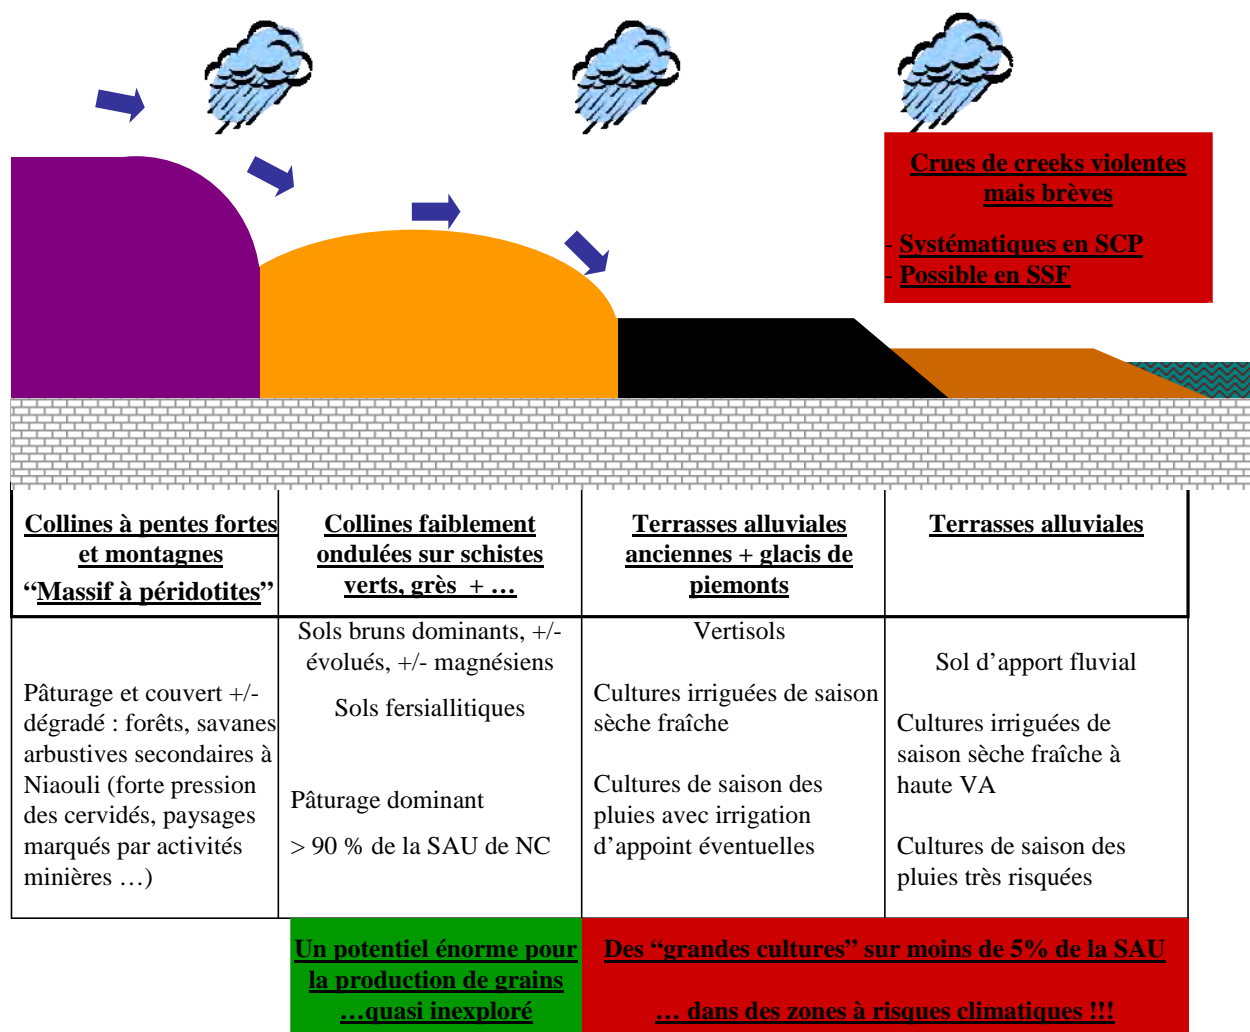 Crues de creeks violentes
mais brèves
- Systématiques en SCP
- Possible en SSF
Collines à pentes fortes
et montagnes
“Massif à péridotites”
Collines faiblement
ondulées sur schistes
verts, grès + …
Terrasses alluviales
anciennes + glacis de
piemonts
Terrasses alluviales
Pâturage et couvert +/-
dégradé : forêts, savanes
arbustives secondaires à
Niaouli (forte pression
des cervidés, paysages
marqués par activités
minières …)
Sols bruns dominants, +/-
évolués, +/- magnésiens
Sols fersiallitiques
Pâturage dominant
> 90 % de la SAU de NC
Vertisols
Cultures irriguées de saison
sèche fraîche
Cultures de saison des
pluies avec irrigation
d’appoint éventuelles
Sol d’apport fluvial
Cultures irriguées de
saison sèche fraîche à
haute VA
Cultures de saison des
pluies très risquées
Un potentiel énorme pour
la production de grains
…quasi inexploré
Des “grandes cultures” sur moins de 5% de la SAU
… dans des zones à risques climatiques !!!